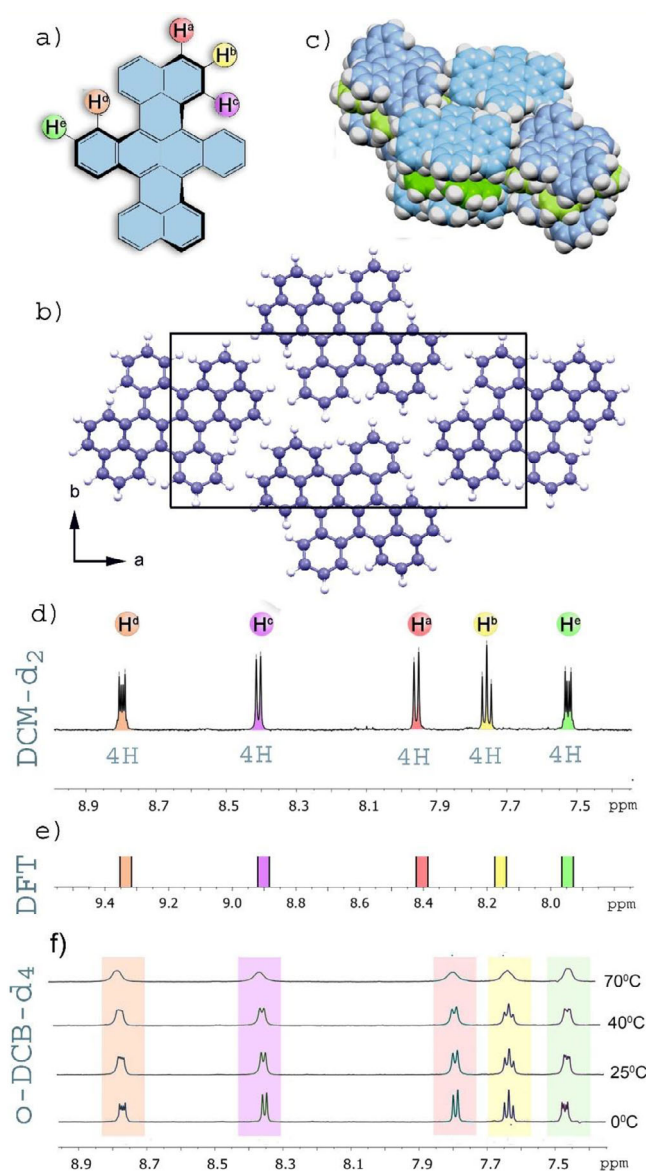 a)
Hᵃ
Hᵇ
Hᶜ
Hᵈ
Hᵉ
c)
b)
b
a
d)
Hᵈ
Hᶜ
Hᵃ
Hᵇ
Hᵉ
DCM-d₂
4H
4H
4H
4H
4H
8.9 8.7 8.5 8.3 8.1 7.9 7.7 7.5 ppm
e)
DFT
9.4 9.2 9.0 8.8 8.6 8.4 8.2 8.0 ppm
f)
o-DCB-d₄
70⁰C
40⁰C
25⁰C
0⁰C
8.9 8.7 8.5 8.3 8.1 7.9 7.7 7.5 ppm